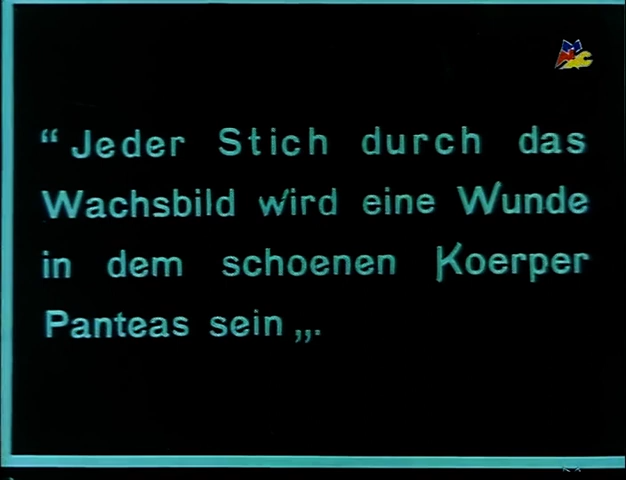 “ Jeder Stich durch das
Wachsbild wird eine Wunde
in dem schoenen Koerper
Panteas sein „.